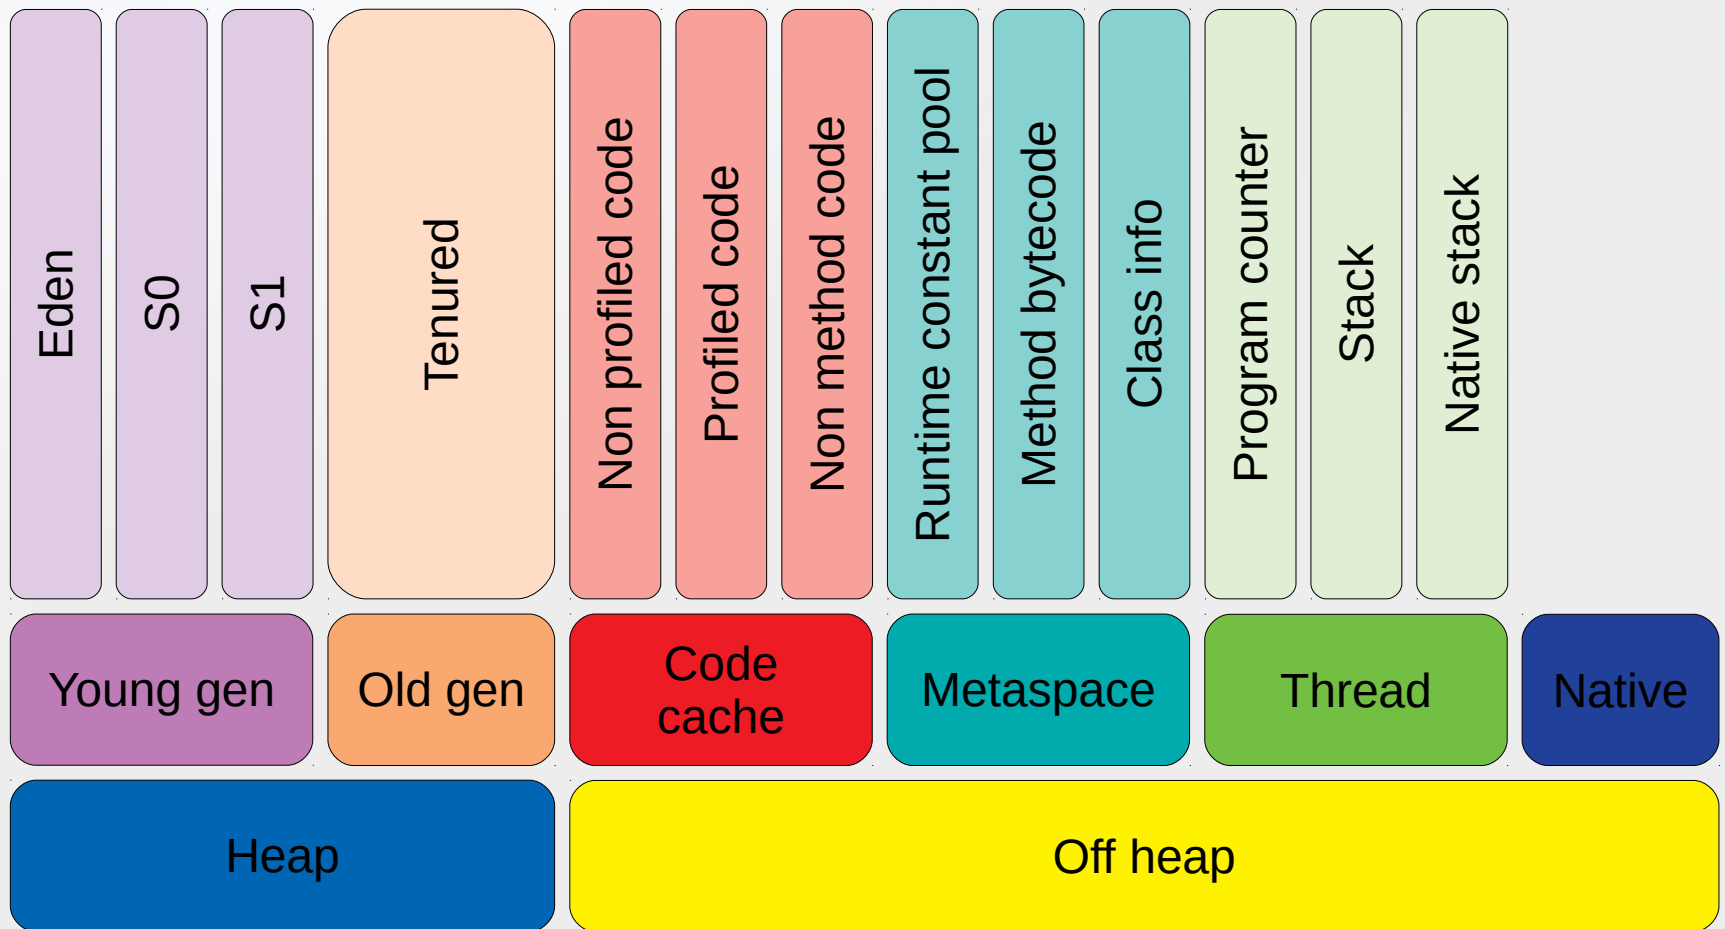 Eden
S0
S1
Tenured
Non profiled code
Profiled code
Non method code
Runtime constant pool
Method bytecode
Class info
Program counter
Stack
Native stack
Young gen
Old gen
Code
cache
Metaspace
Thread
Native
Heap
Off heap